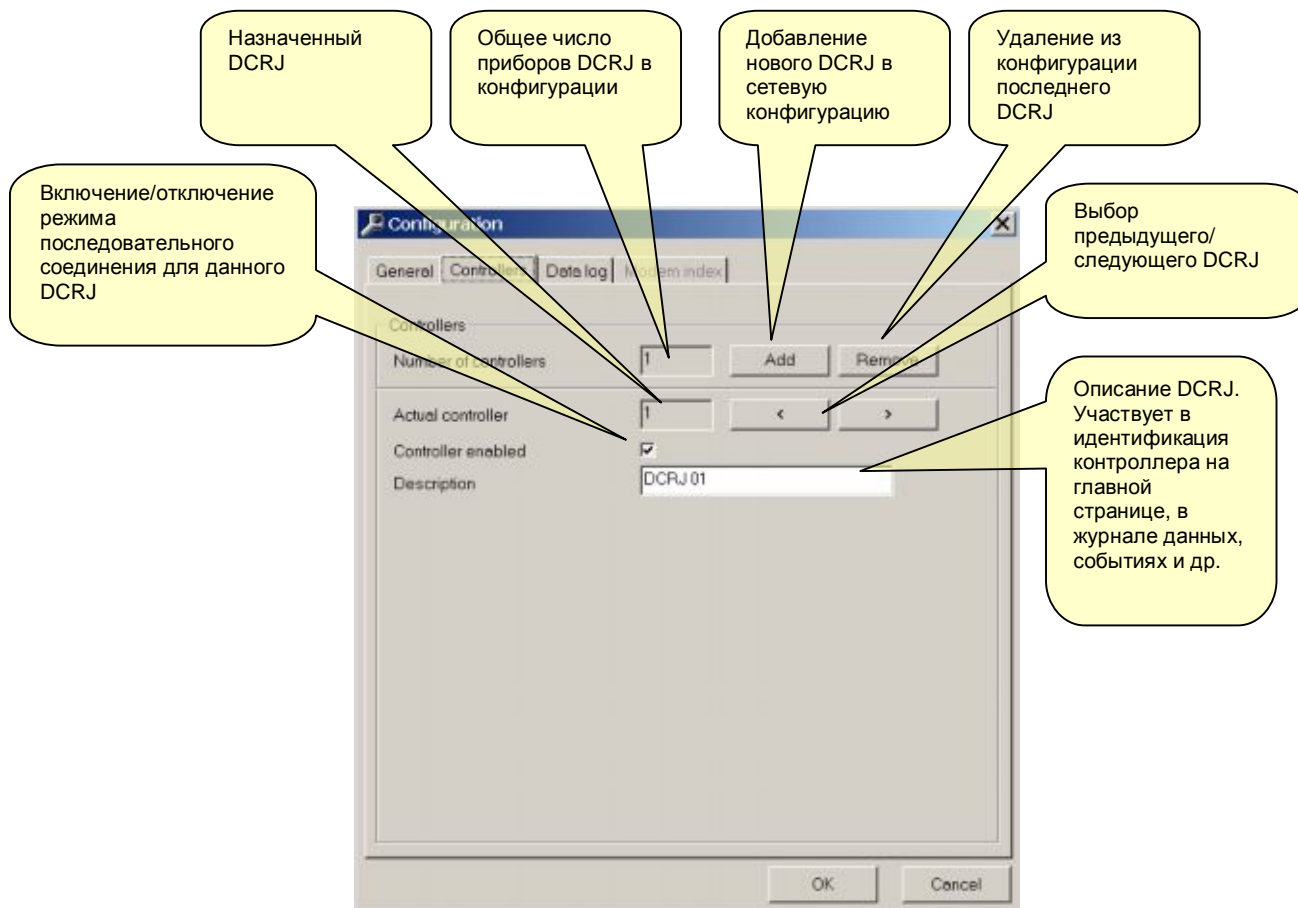 Назначенный
DCRJ
Общее число
приборов DCRJ в
конфигурации
Добавление
нового DCRJ в
сетевую
конфигурацию
Удаление из
конфигурации
последнего
DCRJ
Включение/отключение
режима
последовательного
соединения для данного
DCRJ
Выбор
предыдущего/
следующего DCRJ
Configuration
General Controllers Data log Modem index
Controllers
Number of controllers 1 Add Remove
Actual controller 1 < >
Controller enabled
Description DCRJ 01
Описание DCRJ.
Участвует в
идентификация
контроллера на
главной
странице, в
журнале данных,
событиях и др.
OK Cancel